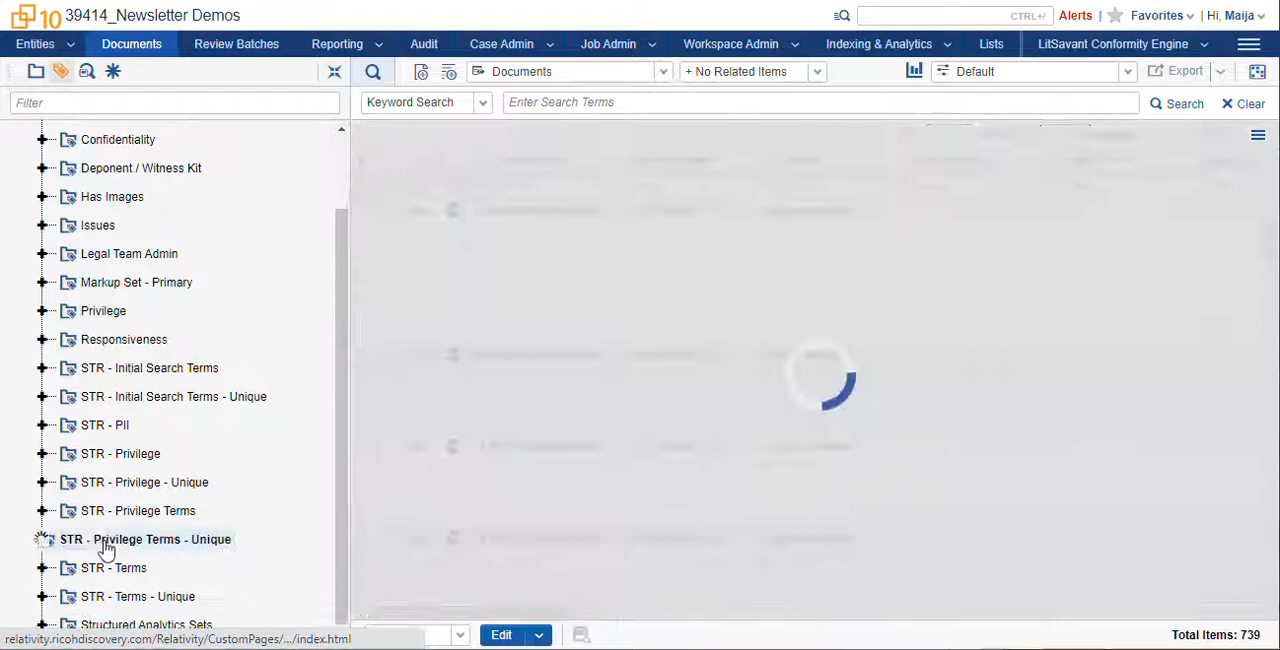 10 39414_Newsletter Demos CTRL+/ Alerts | Favorites | Hi, Maija
Entities Documents Review Batches Reporting Audit Case Admin Job Admin Workspace Admin Indexing & Analytics Lists LitSavant Conformity Engine
Documents + No Related Items Default Export
Filter Keyword Search Enter Search Terms Search Clear
Confidentiality
Deponent / Witness Kit
Has Images
Issues
Legal Team Admin
Markup Set - Primary
Privilege
Responsiveness
STR - Initial Search Terms
STR - Initial Search Terms - Unique
STR - PII
STR - Privilege
STR - Privilege - Unique
STR - Privilege Terms
STR - Privilege Terms - Unique
STR - Terms
STR - Terms - Unique
Structured Analytics Sets
relativity.ricohdiscovery.com/Relativity/CustomPages/.../index.html Edit Total Items: 739